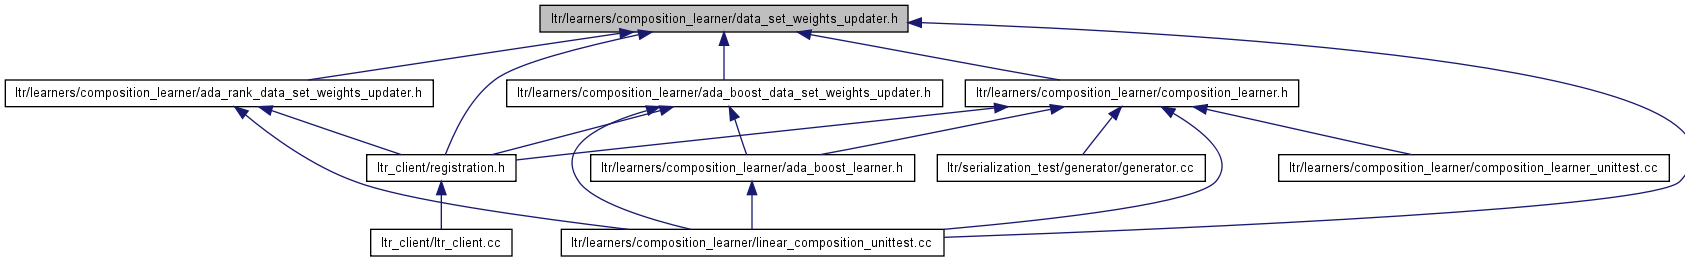 ltr/learners/composition_learner/data_set_weights_updater.h
ltr/learners/composition_learner/ada_rank_data_set_weights_updater.h
ltr/learners/composition_learner/ada_boost_data_set_weights_updater.h
ltr/learners/composition_learner/composition_learner.h
ltr_client/registration.h
ltr/learners/composition_learner/ada_boost_learner.h
ltr/serialization_test/generator/generator.cc
ltr/learners/composition_learner/composition_learner_unittest.cc
ltr_client/ltr_client.cc
ltr/learners/composition_learner/linear_composition_unittest.cc